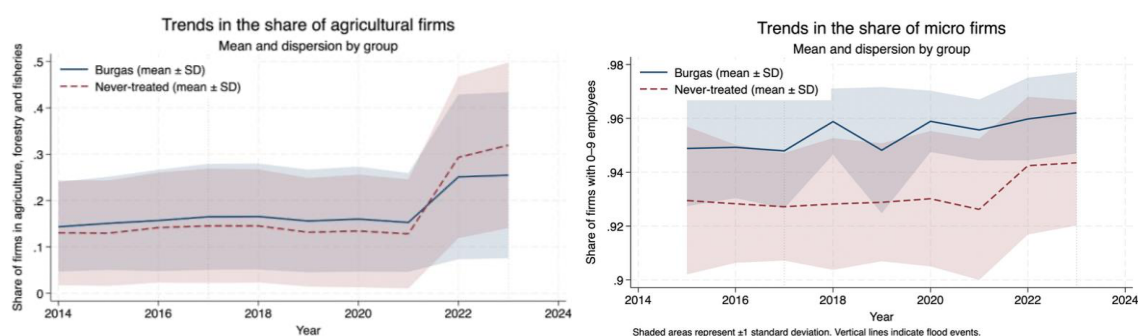 Trends in the share of agricultural firms
Mean and dispersion by group
Share of firms in agriculture, forestry and fisheries
.5
.4
.3
.2
.1
0
Burgas (mean ± SD)
Never-treated (mean ± SD)
2014 2016 2018 2020 2022 2024
Year
Trends in the share of micro firms
Mean and dispersion by group
Share of firms with 0–9 employees
.98
.96
.94
.92
.9
Burgas (mean ± SD)
Never-treated (mean ± SD)
2014 2016 2018 2020 2022 2024
Year
Shaded areas represent ±1 standard deviation. Vertical lines indicate flood events.